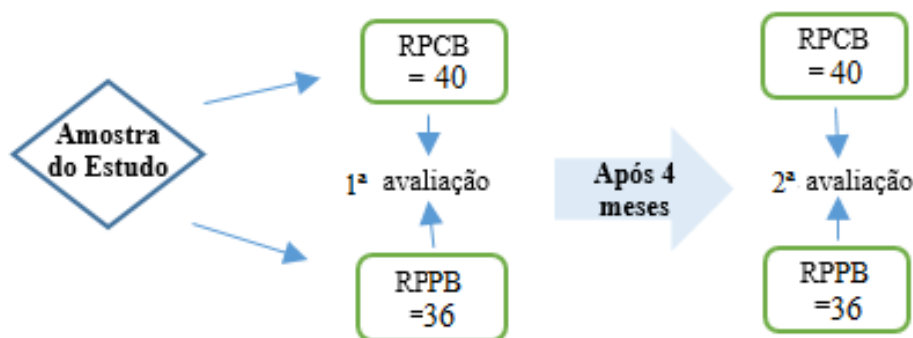 RPCB
= 40
Amostra
do Estudo
1ª avaliação
RPPB
=36
Após 4
meses
RPCB
= 40
2ª avaliação
RPPB
=36